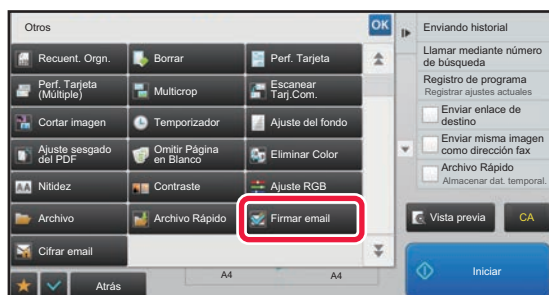 Otros
OK
Recuent. Orgn.
Borrar
Perf. Tarjeta
Perf. Tarjeta
(Múltiple)
Multicrop
Escanear
Tarj.Com.
Cortar imagen
Temporizador
Ajuste del fondo
Ajuste sesgado
del PDF
Omitir Página
en Blanco
Eliminar Color
AA
Nitidez
Contraste
Ajuste RGB
Archivo
Archivo Rápido
Firmar email
Cifrar email
Atrás
A4
A4
Enviando historial
Llamar mediante número
de búsqueda
Registro de programa
Registrar ajustes actuales
Enviar enlace de
destino
Enviar misma imagen
como dirección fax
Archivo Rápido
Almacenar dat. temporal.
Vista previa
CA
Iniciar